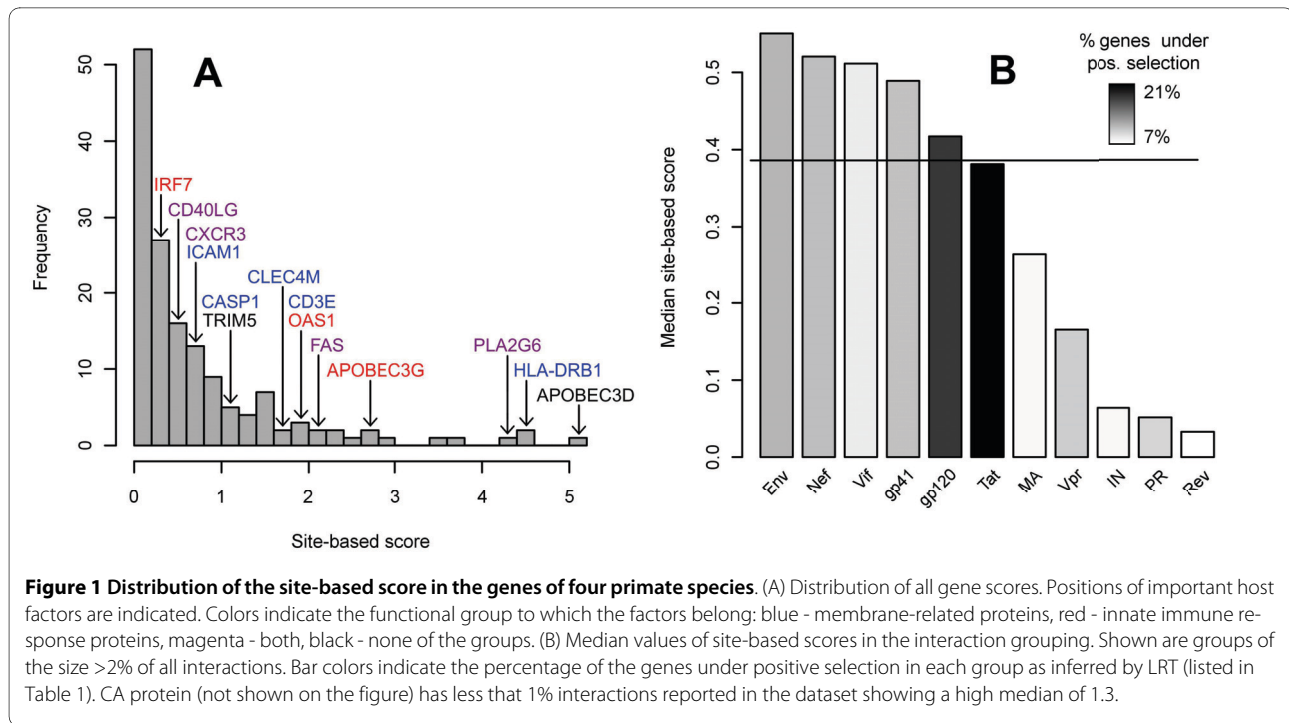 A
50
40
30
20
10
0
Frequency
IRF7
CD40LG
CXCR3
ICAM1
CASP1
TRIM5
CLEC4M
CD3E
OAS1
FAS
APOBEC3G
PLA2G6
HLA-DRB1
APOBEC3D
0 1 2 3 4 5
Site-based score
B
% genes under
pos. selection
21%
7%
0.5
0.4
0.3
0.2
0.1
0.0
Median site-based score
Env Nef Vif gp41 gp120 Tat MA Vpr IN PR Rev
Figure 1 Distribution of the site-based score in the genes of four primate species. (A) Distribution of all gene scores. Positions of important host
factors are indicated. Colors indicate the functional group to which the factors belong: blue - membrane-related proteins, red - innate immune re-
sponse proteins, magenta - both, black - none of the groups. (B) Median values of site-based scores in the interaction grouping. Shown are groups of
the size >2% of all interactions. Bar colors indicate the percentage of the genes under positive selection in each group as inferred by LRT (listed in
Table 1). CA protein (not shown on the figure) has less that 1% interactions reported in the dataset showing a high median of 1.3.